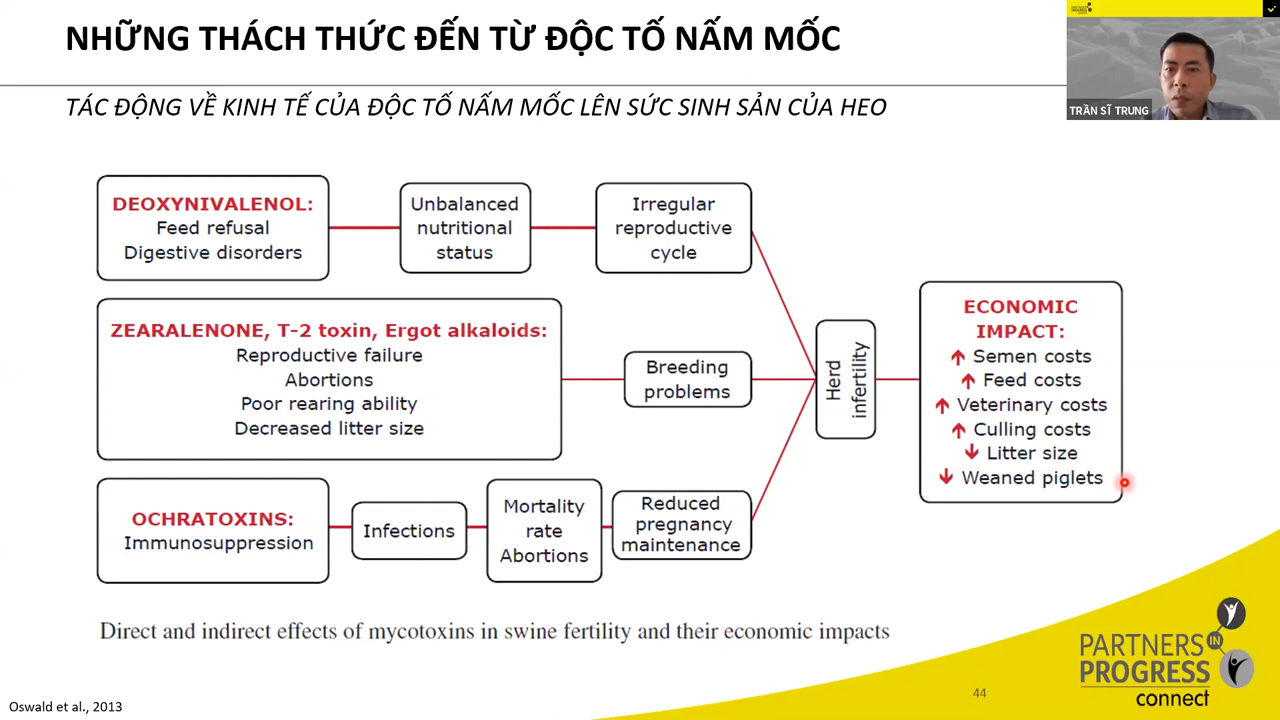 NHỮNG THÁCH THỨC ĐẾN TỪ ĐỘC TỐ NẤM MỐC
TÁC ĐỘNG VỀ KINH TẾ CỦA ĐỘC TỐ NẤM MỐC LÊN SỨC SINH SẢN CỦA HEO
TRẦN SĨ TRUNG
DEOXYNIVALENOL:
Feed refusal
Digestive disorders
Unbalanced
nutritional
status
Irregular
reproductive
cycle
ZEARALENONE, T-2 toxin, Ergot alkaloids:
Reproductive failure
Abortions
Poor rearing ability
Decreased litter size
Breeding
problems
OCHRATOXINS:
Immunosuppression
Infections
Mortality
rate
Abortions
Reduced
pregnancy
maintenance
Herd
infertility
ECONOMIC
IMPACT:
↑ Semen costs
↑ Feed costs
↑ Veterinary costs
↑ Culling costs
↓ Litter size
↓ Weaned piglets
Direct and indirect effects of mycotoxins in swine fertility and their economic impacts
Oswald et al., 2013
44
PARTNERS
IN
PROGRESS
connect